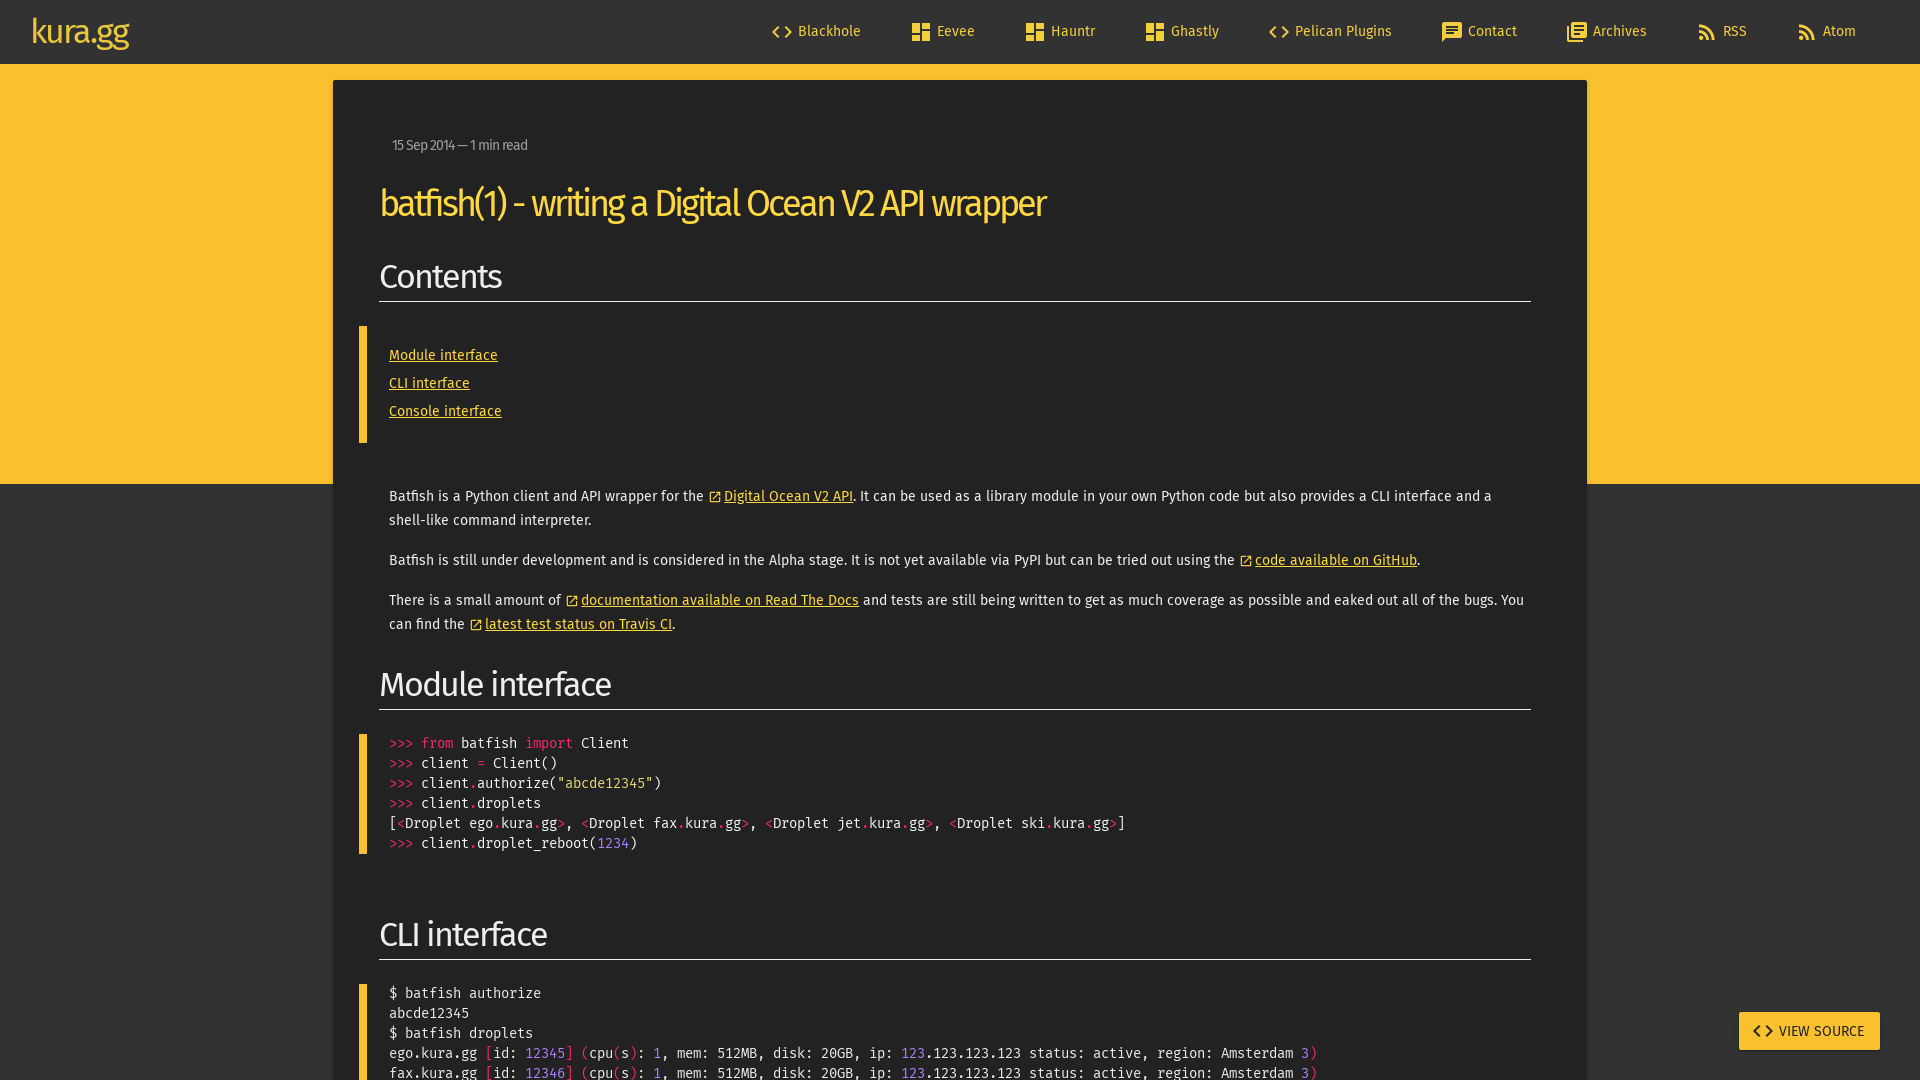 kura.gg
Blackhole
Eevee
Hauntr
Ghastly
Pelican Plugins
Contact
Archives
RSS
Atom
15 Sep 2014 — 1 min read
batfish(1) - writing a Digital Ocean V2 API wrapper
Contents
Module interface
CLI interface
Console interface
Batfish is a Python client and API wrapper for the Digital Ocean V2 API. It can be used as a library module in your own Python code but also provides a CLI interface and a
shell-like command interpreter.
Batfish is still under development and is considered in the Alpha stage. It is not yet available via PyPI but can be tried out using the code available on GitHub.
There is a small amount of documentation available on Read The Docs and tests are still being written to get as much coverage as possible and eaked out all of the bugs. You
can find the latest test status on Travis CI.
Module interface
>>> from batfish import Client
>>> client = Client()
>>> client.authorize("abcde12345")
>>> client.droplets
[<Droplet ego.kura.gg>, <Droplet fax.kura.gg>, <Droplet jet.kura.gg>, <Droplet ski.kura.gg>]
>>> client.droplet_reboot(1234)
CLI interface
$ batfish authorize
abcde12345
$ batfish droplets
ego.kura.gg [id: 12345] (cpu(s): 1, mem: 512MB, disk: 20GB, ip: 123.123.123.123 status: active, region: Amsterdam 3)
fax.kura.gg [id: 12346] (cpu(s): 1, mem: 512MB, disk: 20GB, ip: 123.123.123.123 status: active, region: Amsterdam 3)
VIEW SOURCE